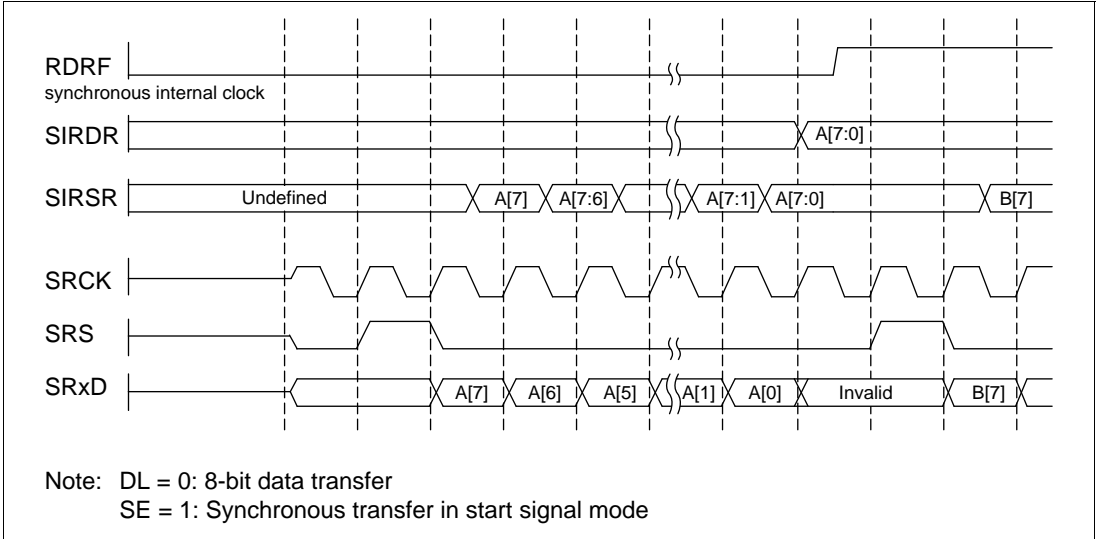 RDRF
synchronous internal clock
SIRDR A[7:0]
SIRSR Undefined A[7] A[7:6] A[7:1] A[7:0] B[7]
SRCK
SRS
SRxD A[7] A[6] A[5] A[1] A[0] Invalid B[7]
Note: DL = 0: 8-bit data transfer
SE = 1: Synchronous transfer in start signal mode